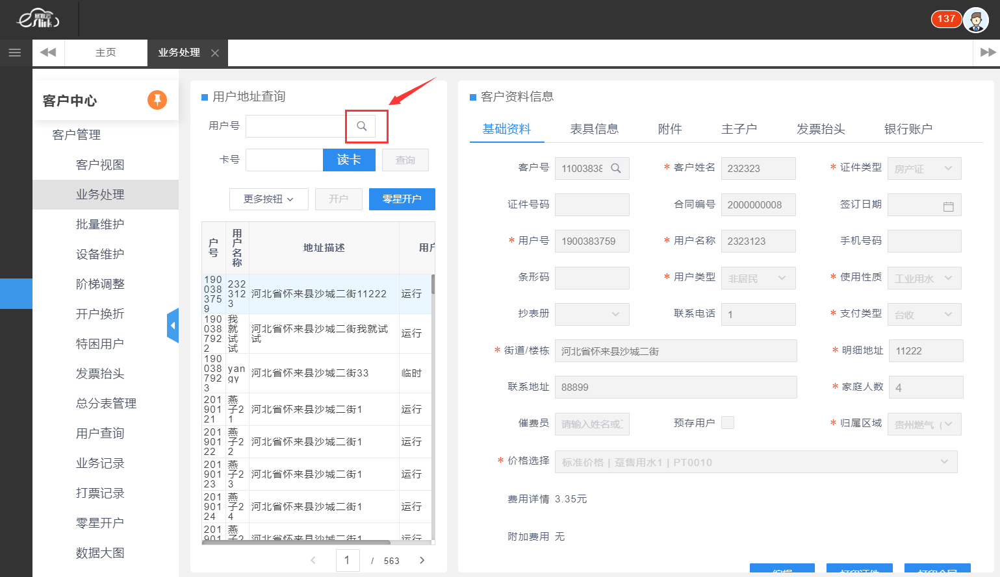 易联云
eslink
137
主页
业务处理
客户中心
客户管理
客户视图
业务处理
批量维护
设备维护
阶梯调整
开户换折
特困用户
发票抬头
总分表管理
用户查询
业务记录
打票记录
零星开户
数据大图
用户地址查询
用户号
卡号 读卡 查询
更多按钮 开户 零星开户
户号 用户名称 地址描述 用户
1900383759 2323123 河北省怀来县沙城二街11222 运行
1900387922 我就试试 河北省怀来县沙城二街我就试试 运行
1900387923 yangy 河北省怀来县沙城二街33 临时
20190121 燕子21 河北省怀来县沙城二街1 运行
20190122 燕子22 河北省怀来县沙城二街1 运行
20190123 燕子23 河北省怀来县沙城二街1 运行
20190124 燕子24 河北省怀来县沙城二街1 运行
201901 燕子2 河北省怀来县沙城二街1 运行
1 / 563
客户资料信息
基础资料 表具信息 附件 主子户 发票抬头 银行账户
客户号 11003838 * 客户姓名 232323 * 证件类型 房产证
证件号码 合同编号 2000000008 签订日期
* 用户号 1900383759 * 用户名称 2323123 手机号码
条形码 * 用户类型 非居民 * 使用性质 工业用水
抄表册 联系电话 1 * 支付类型 台收
* 街道/楼栋 河北省怀来县沙城二街 * 明细地址 11222
联系地址 88899 * 家庭人数 4
催费员 请输入姓名或工 预存用户 * 归属区域 贵州燃气（
* 价格选择 标准价格 | 趸售用水1 | PT0010
费用详情 3.35元
附加费用 无
编辑 打印证件 打印合同